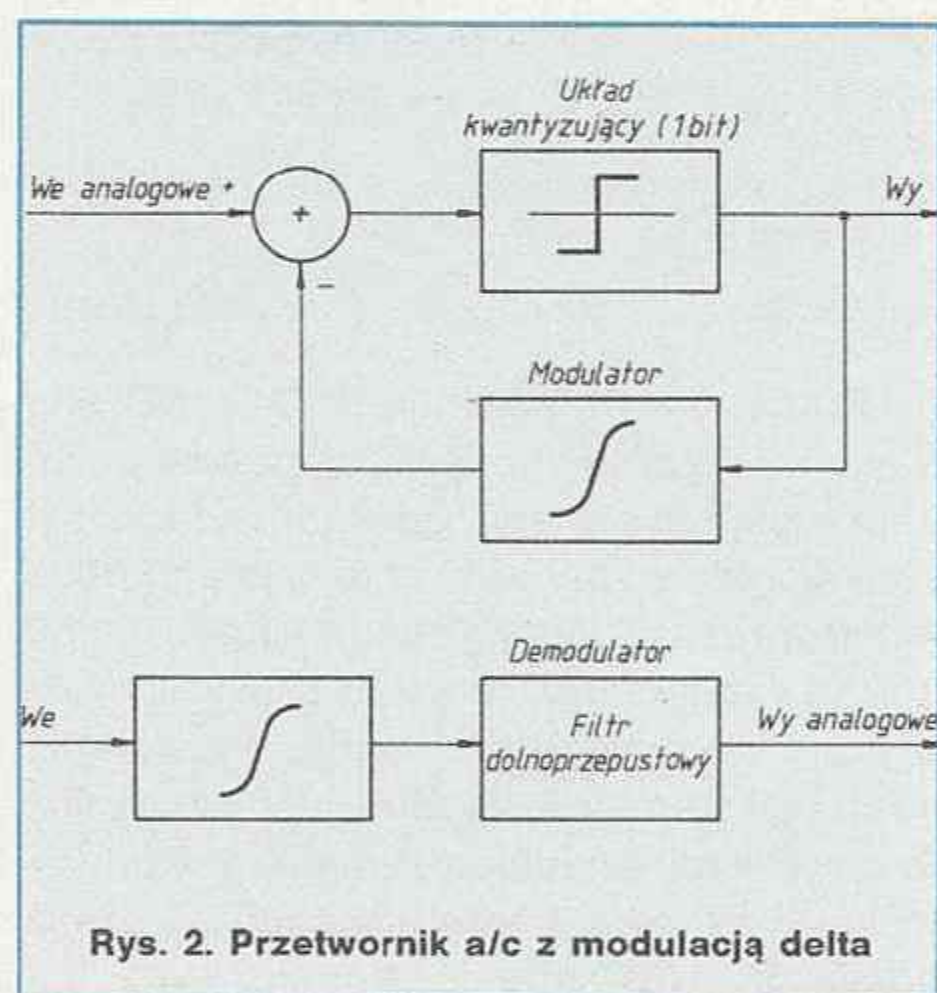 Układ
kwantyzujący (1bit)
We analogowe +
+
Wy
-
Modulator
Demodulator
We
Filtr
dolnoprzepustowy
Wy analogowe
Rys. 2. Przetwornik a/c z modulacją delta